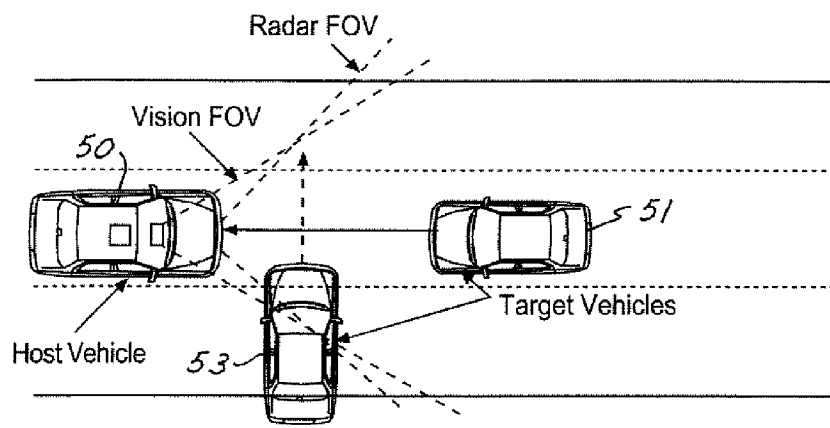 Radar FOV
Vision FOV
50
51
Target Vehicles
Host Vehicle
53